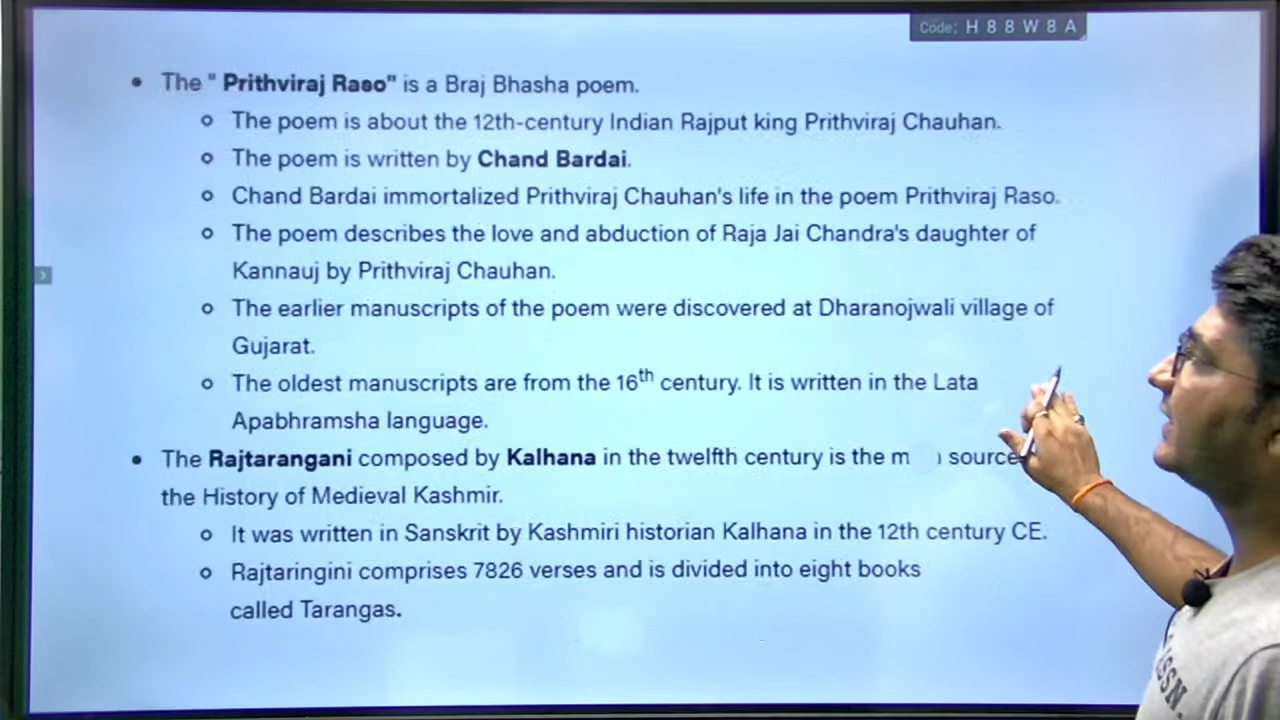 Code: H 8 8 W 8 A
• The " Prithviraj Raso" is a Braj Bhasha poem.
o The poem is about the 12th-century Indian Rajput king Prithviraj Chauhan.
o The poem is written by Chand Bardai.
o Chand Bardai immortalized Prithviraj Chauhan's life in the poem Prithviraj Raso.
o The poem describes the love and abduction of Raja Jai Chandra's daughter of
Kannauj by Prithviraj Chauhan.
o The earlier manuscripts of the poem were discovered at Dharanojwali village of
Gujarat.
o The oldest manuscripts are from the 16th century. It is written in the Lata
Apabhramsha language.
• The Rajtarangani composed by Kalhana in the twelfth century is the source
the History of Medieval Kashmir.
o It was written in Sanskrit by Kashmiri historian Kalhana in the 12th century CE.
o Rajtaringini comprises 7826 verses and is divided into eight books
called Tarangas.